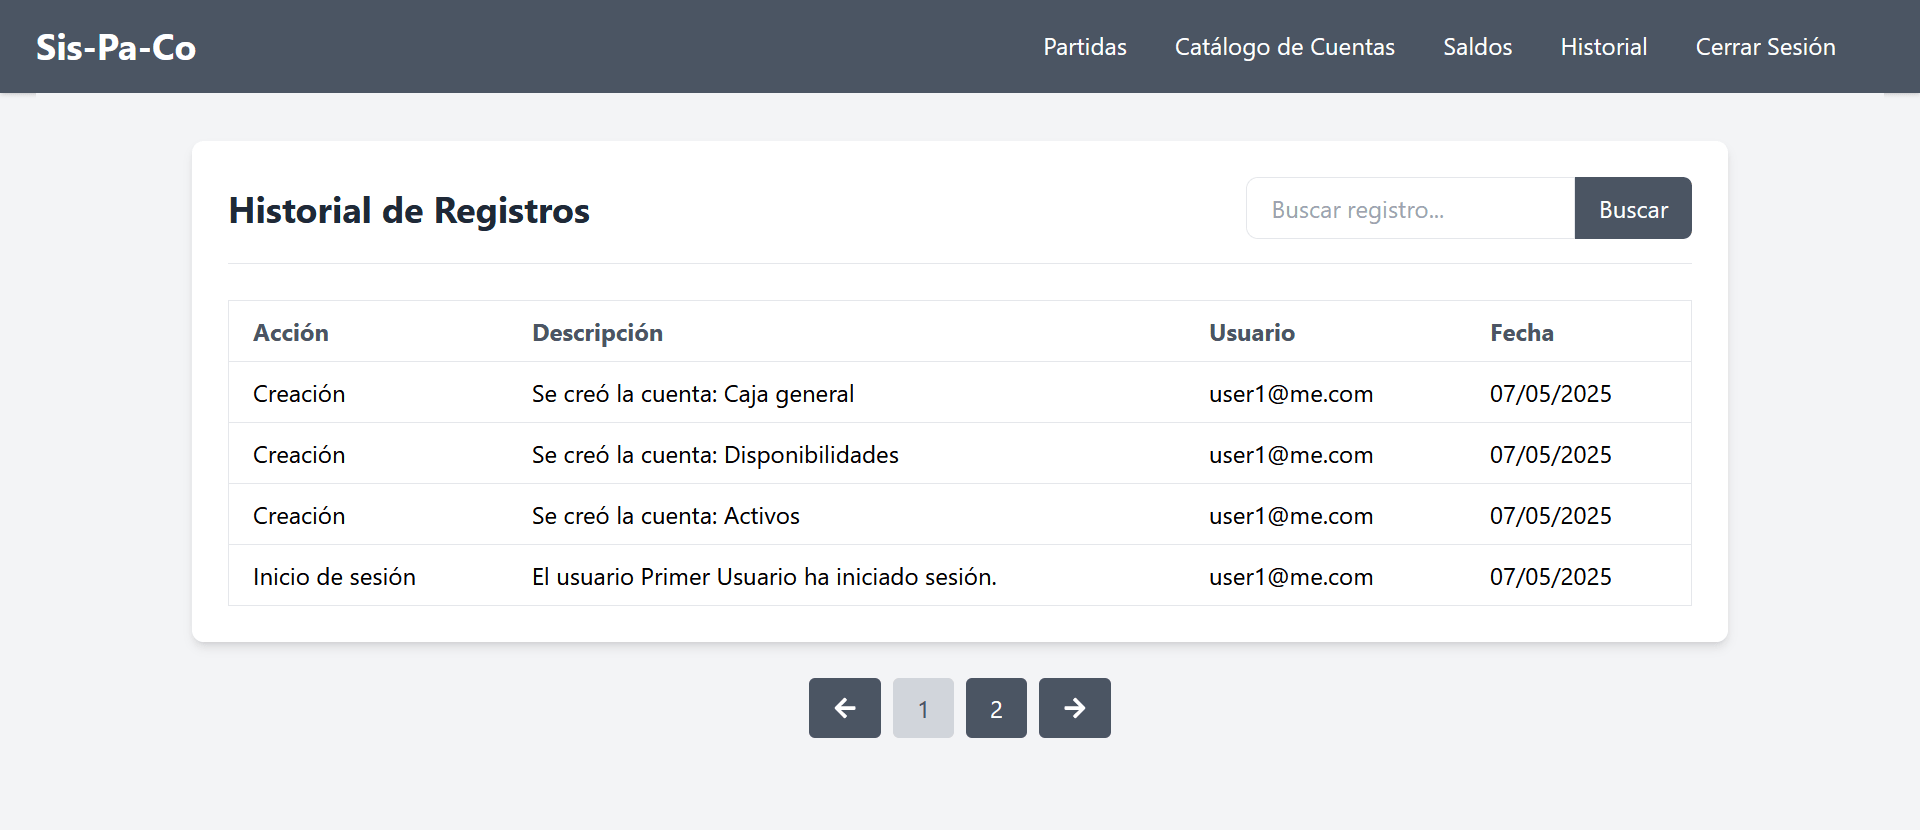 Sis-Pa-Co Partidas Catálogo de Cuentas Saldos Historial Cerrar Sesión
Historial de Registros Buscar registro... Buscar
Acción Descripción Usuario Fecha
Creación Se creó la cuenta: Caja general user1@me.com 07/05/2025
Creación Se creó la cuenta: Disponibilidades user1@me.com 07/05/2025
Creación Se creó la cuenta: Activos user1@me.com 07/05/2025
Inicio de sesión El usuario Primer Usuario ha iniciado sesión. user1@me.com 07/05/2025
1 2